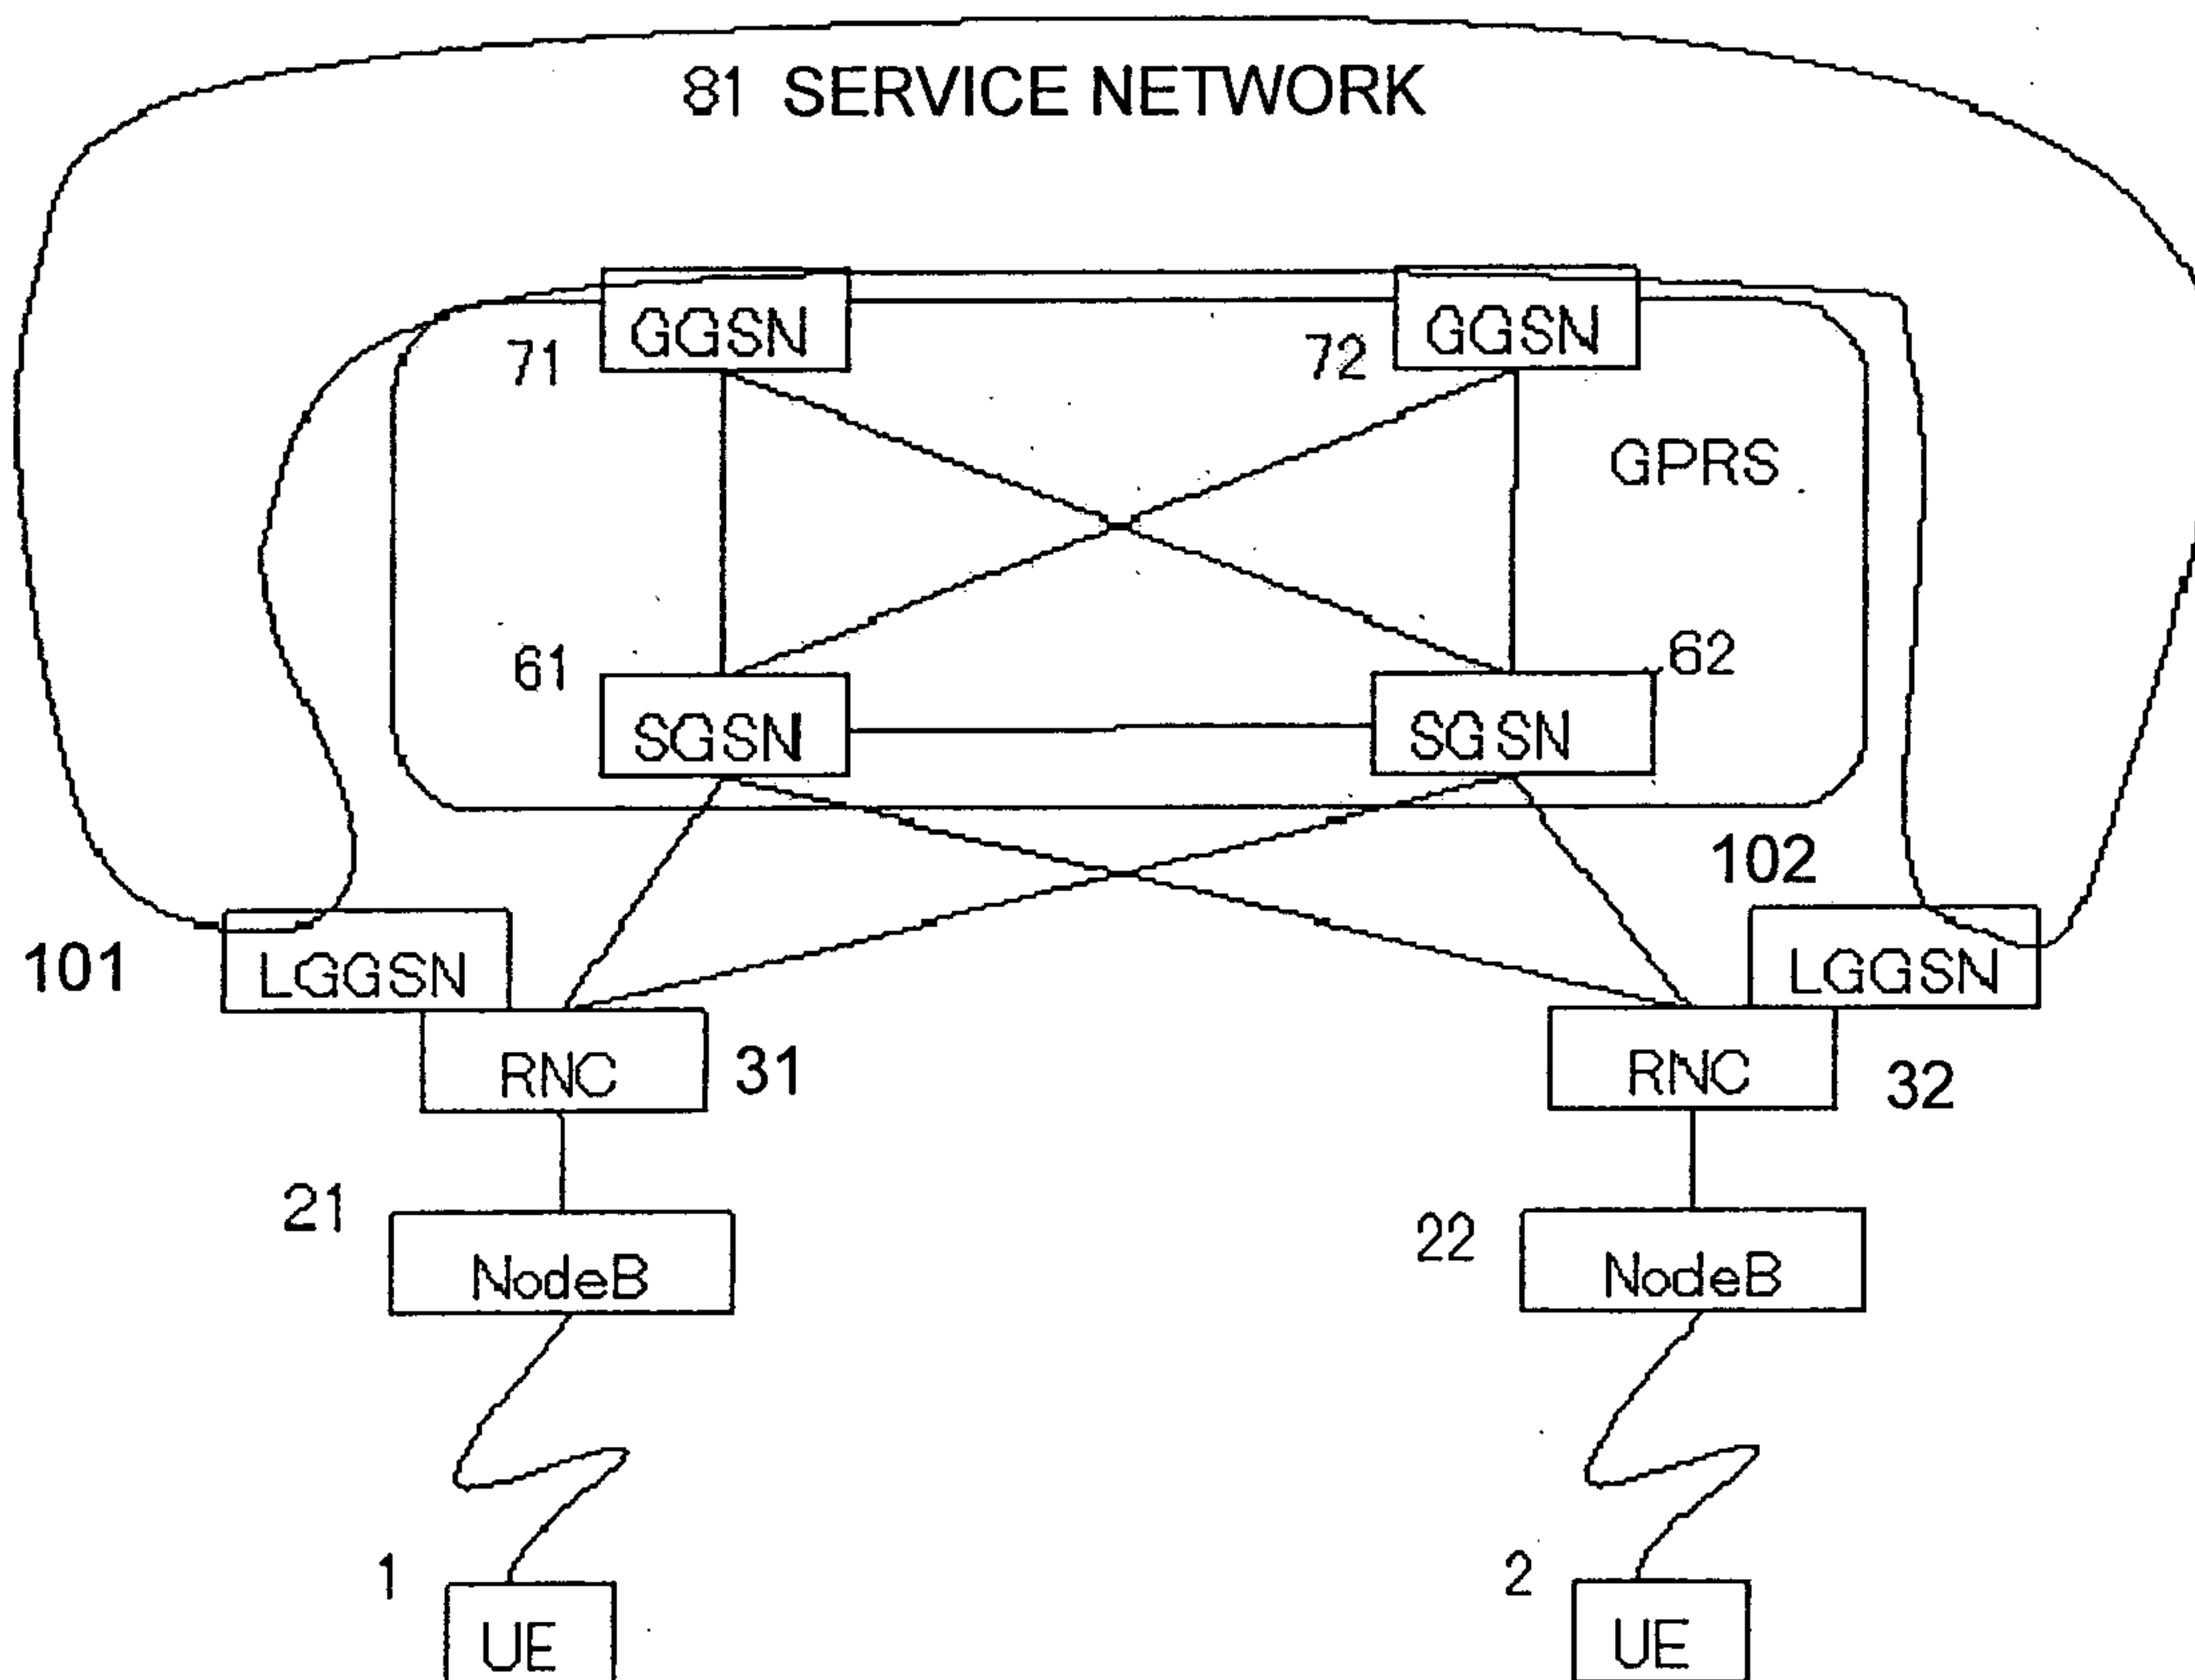 81 SERVICE NETWORK
GGSN
GGSN
71
72
GPRS
61
62
SGSN
SGSN
102
101
LGGSN
LGGSN
RNC
31
RNC
32
21
22
NodeB
NodeB
1
2
UE
UE